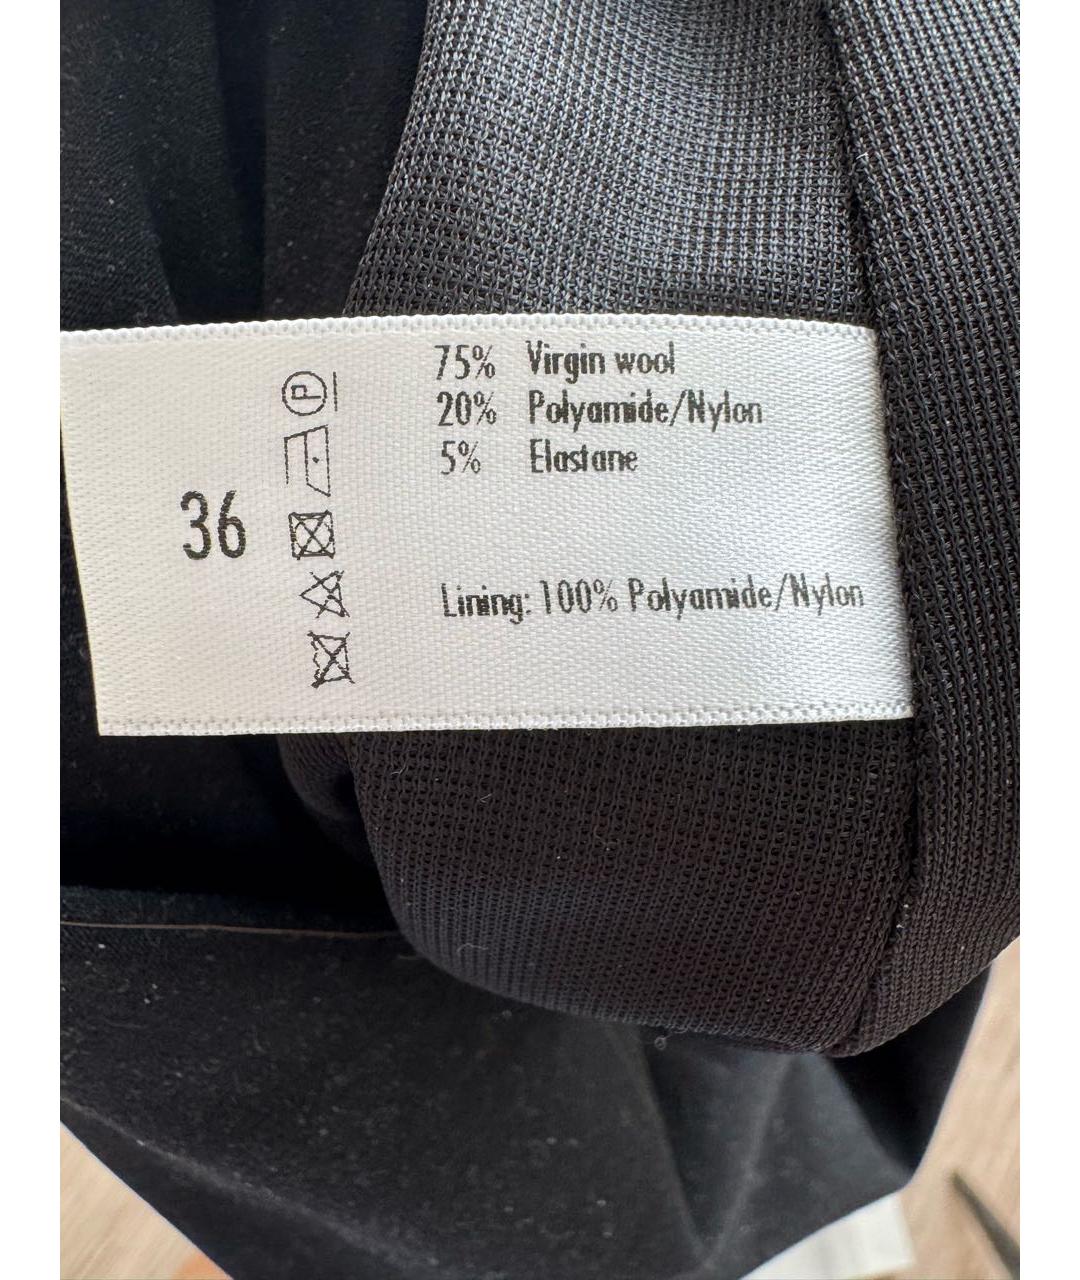 75% Virgin wool
20% Polyamide/Nylon
5% Elastane
36
P
Lining: 100% Polyamide/Nylon